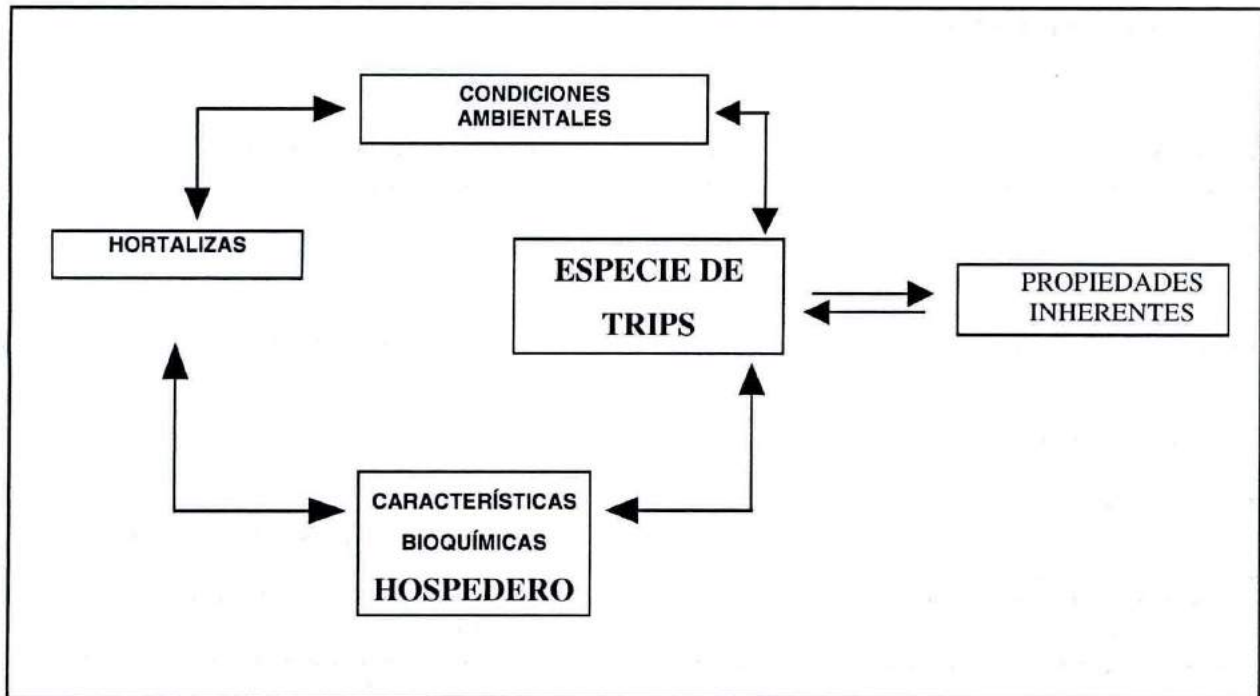 CONDICIONES
AMBIENTALES
HORTALIZAS
ESPECIE DE
TRIPS
PROPIEDADES
INHERENTES
CARACTERÍSTICAS
BIOQUÍMICAS
HOSPEDERO